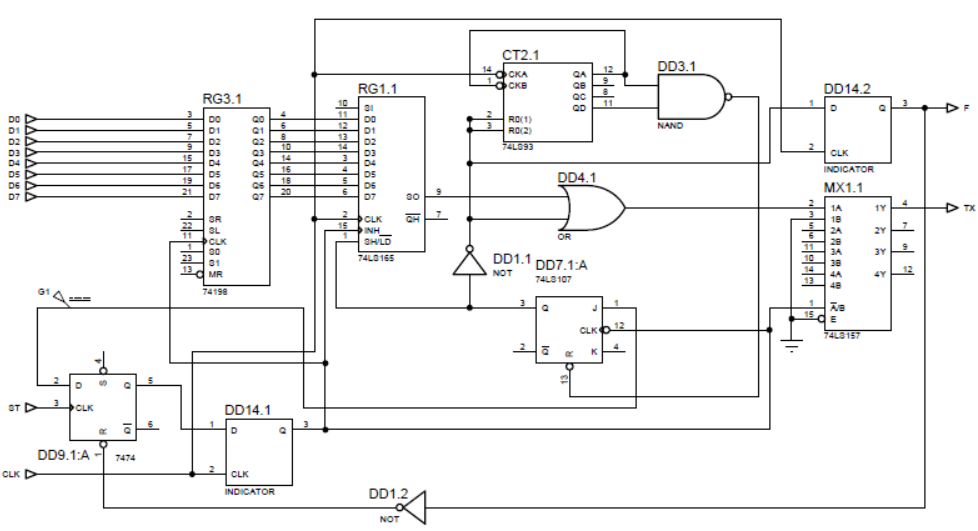 CT2.1
14 CKA QA 12
1 CKB QB 9
QC 8
QD 11
2 R0(1)
3 R0(2)
74LS93
DD3.1
NAND
DD14.2
1 D Q 3
F
2 CLK
INDICATOR
RG3.1
D0 3 D0 Q0 4
D1 5 D1 Q1 6
D2 7 D2 Q2 8
D3 9 D3 Q3 10
D4 15 D4 Q4 14
D5 17 D5 Q5 16
D6 19 D6 Q6 18
D7 21 D7 Q7 20
2 SR
22 SL
11 CLK
1 S0
23 S1
13 MR
74198
RG1.1
10 SI
11 D0
12 D1
13 D2
14 D3
3 D4
4 D5
5 D6
6 D7
SO 9
2 CLK
QH 7
15 INH
1 SH/LD
74LS165
DD4.1
OR
MX1.1
2 1A 1Y 4
TX
3 1B
5 2A 2Y 7
6 2B
11 3A 3Y 9
10 3B
14 4A 4Y 12
13 4B
1 A/B
15 E
74LS157
DD1.1
NOT
DD7.1:A
74LS107
3 Q J 1
CLK 12
2 Q K 4
R
13
G1
4
S
2 D Q 5
ST 3 CLK
R Q 6
1
DD9.1:A 7474
DD14.1
1 D Q 3
CLK 2 CLK
INDICATOR
DD1.2
NOT